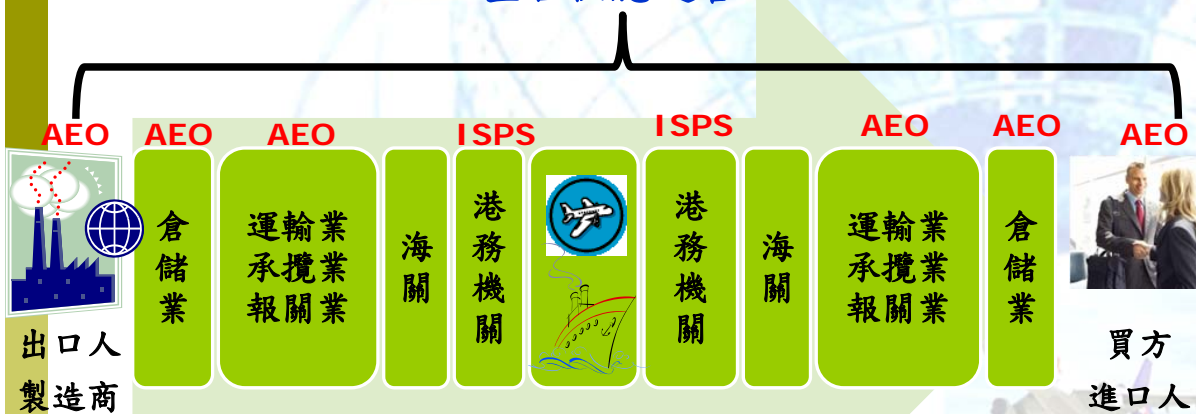 AEO
AEO
AEO
ISPS
ISPS
AEO
AEO
AEO
倉儲業
運輸業
承攬業
報關業
海關
港務機關
港務機關
海關
運輸業
承攬業
報關業
倉儲業
出口人
製造商
買方
進口人